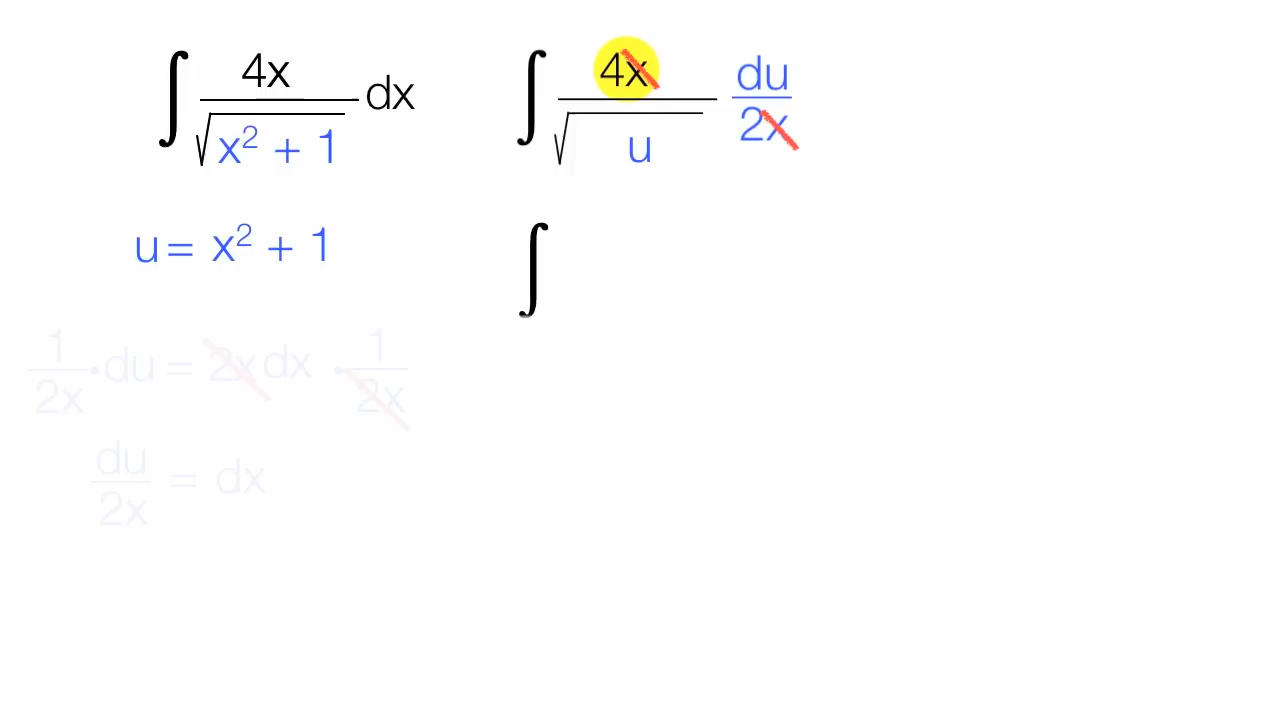 ∫ 4x/√(x² + 1) dx
∫ 4x/√u du/2x
u = x² + 1
∫
1/2x · du = 2x dx · 1/2x
du/2x = dx